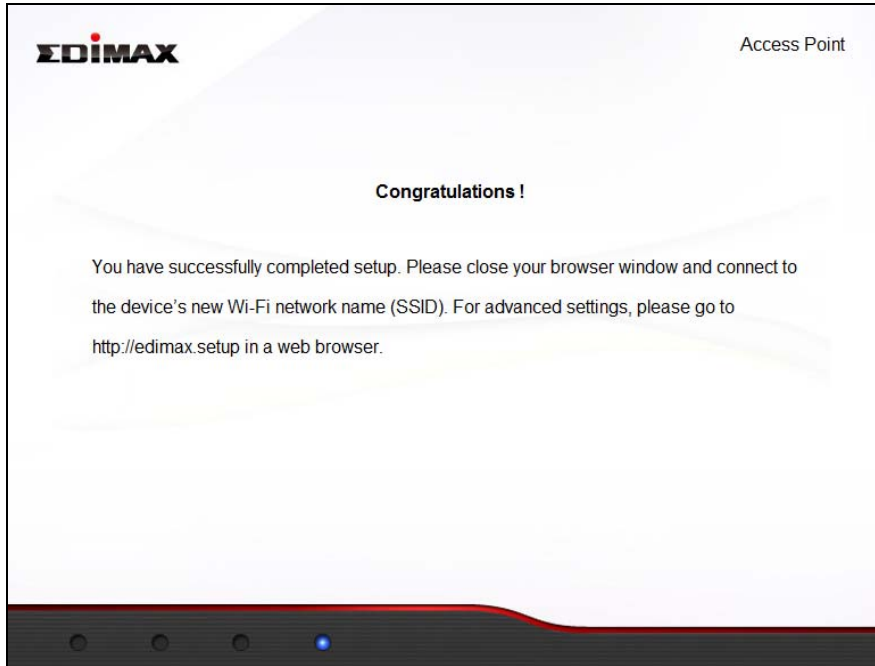 EDIMAX
Access Point
Congratulations !
You have successfully completed setup. Please close your browser window and connect to
the device’s new Wi-Fi network name (SSID). For advanced settings, please go to
http://edimax.setup in a web browser.